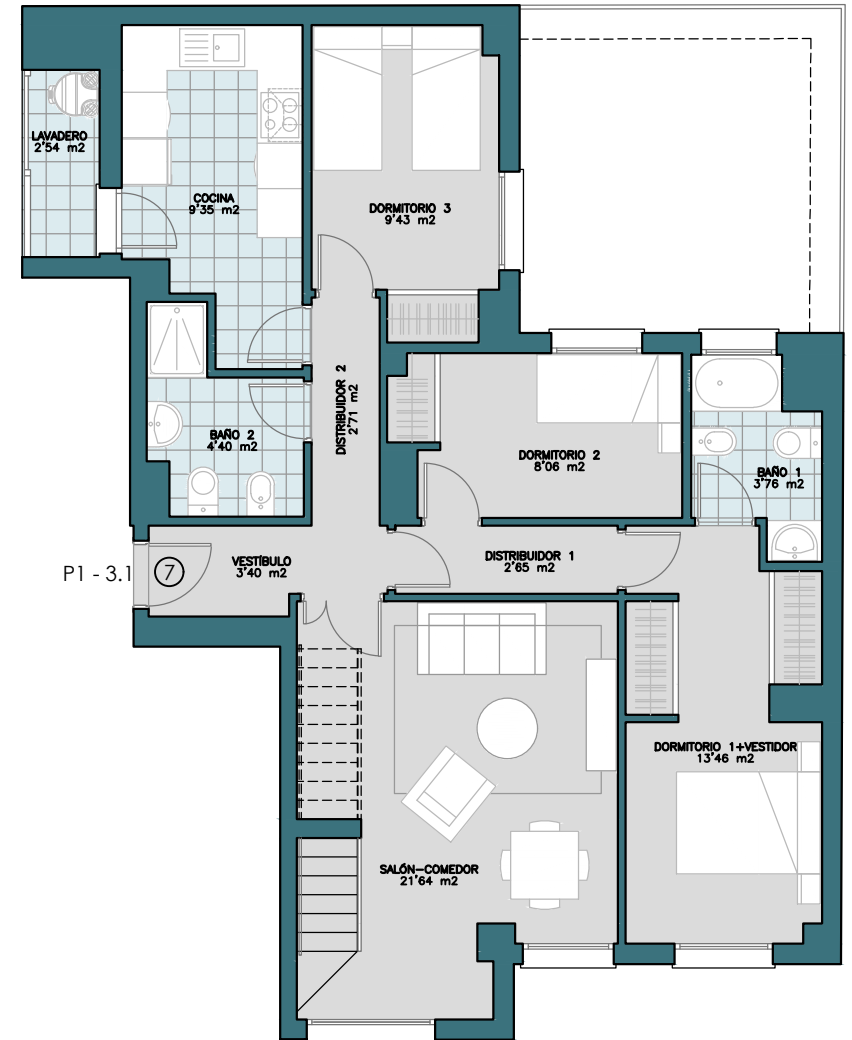 LAVADERO
2'54 m2
COCINA
9'35 m2
DORMITORIO 3
9'43 m2
DISTRIBUIDOR 2
2'71 m2
BAÑO 2
4'40 m2
DORMITORIO 2
8'06 m2
BAÑO 1
3'76 m2
P1 - 3.1
7
VESTÍBULO
3'40 m2
DISTRIBUIDOR 1
2'65 m2
DORMITORIO 1+VESTIDOR
13'46 m2
SALÓN-COMEDOR
21'64 m2